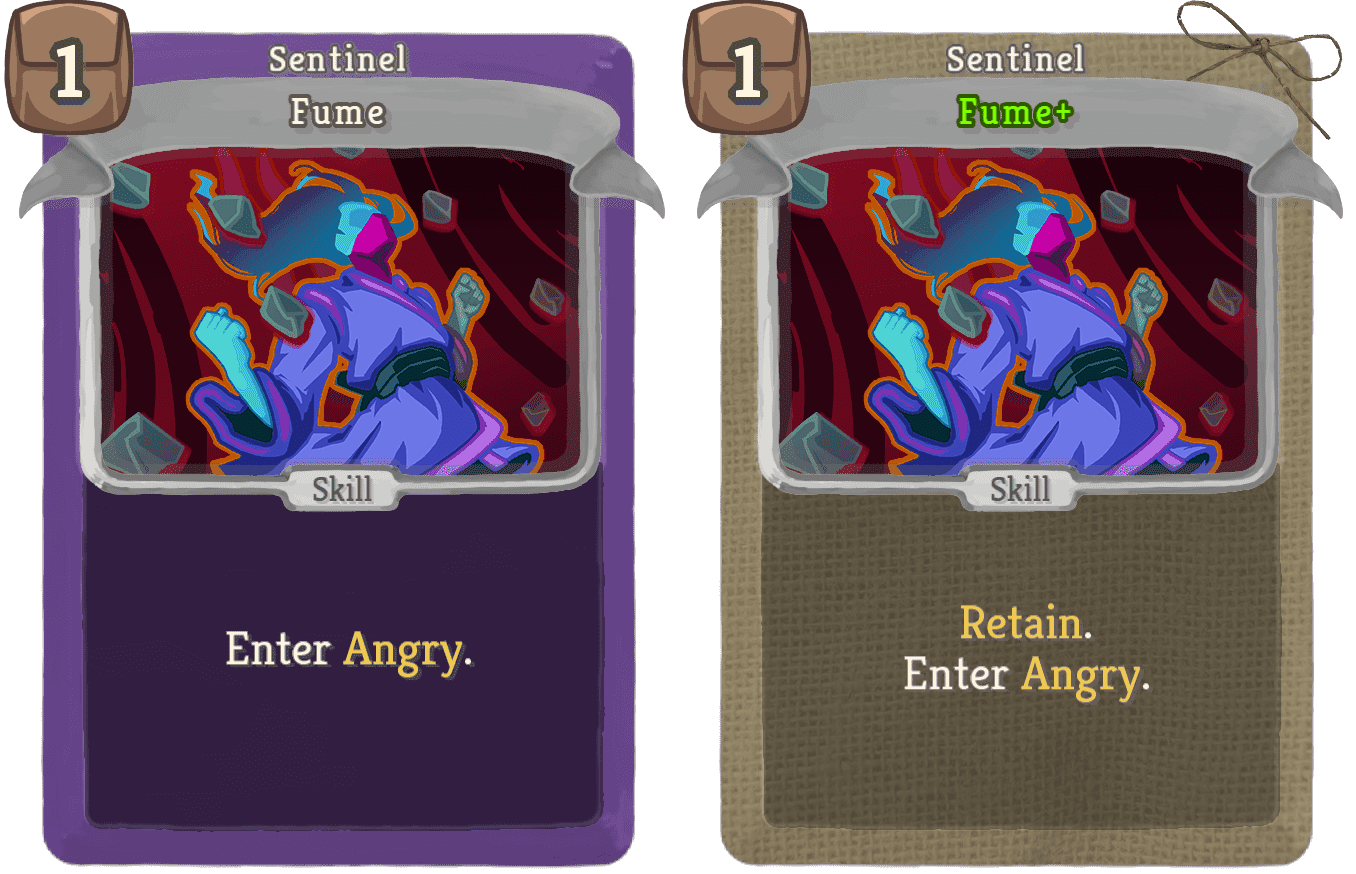 1
Sentinel
Fume
Skill
Enter Angry.
1
Sentinel
Fume+
Skill
Retain.
Enter Angry.